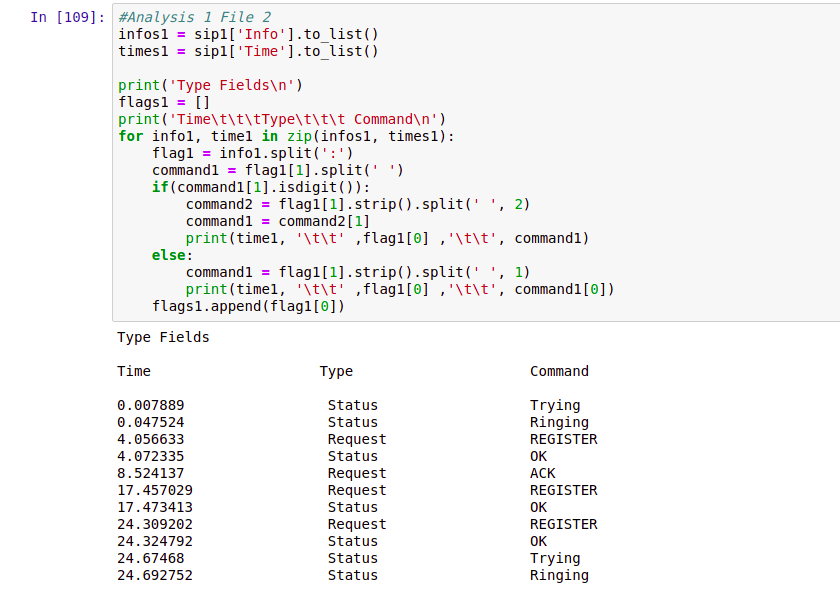 In [109]: #Analysis 1 File 2
infos1 = sip1['Info'].to_list()
times1 = sip1['Time'].to_list()

print('Type Fields\n')
flags1 = []
print('Time\t\t\tType\t\t\t Command\n')
for info1, time1 in zip(infos1, times1):
    flag1 = info1.split(':')
    command1 = flag1[1].split(' ')
    if(command1[1].isdigit()):
        command2 = flag1[1].strip().split(' ', 2)
        command1 = command2[1]
        print(time1, '\t\t' ,flag1[0] ,'\t\t', command1)
    else:
        command1 = flag1[1].strip().split(' ', 1)
        print(time1, '\t\t' ,flag1[0] ,'\t\t', command1[0])
    flags1.append(flag1[0])
Type Fields

Time Type Command

0.007889 Status Trying
0.047524 Status Ringing
4.056633 Request REGISTER
4.072335 Status OK
8.524137 Request ACK
17.457029 Request REGISTER
17.473413 Status OK
24.309202 Request REGISTER
24.324792 Status OK
24.67468 Status Trying
24.692752 Status Ringing